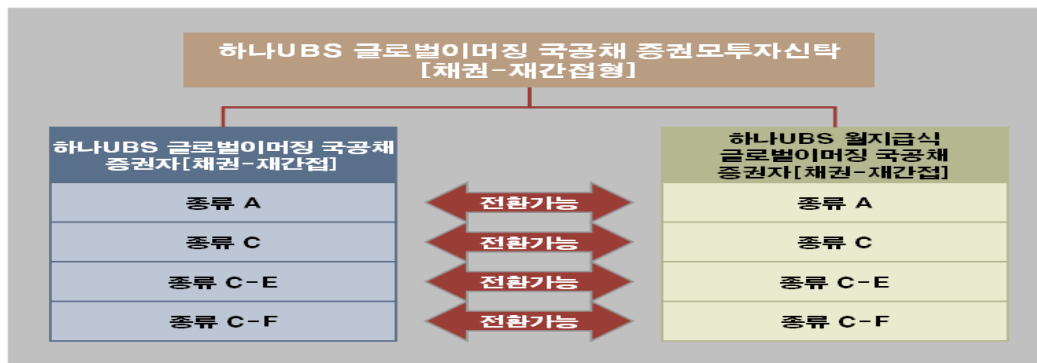 하나UBS 글로벌이머징 국공채 증권모투자신탁
[채권-재간접형]
하나UBS 글로벌이머징 국공채
증권자[채권-재간접]
하나UBS 월지급식
글로벌이머징 국공채
증권자[채권-재간접]
종류 A
전환가능
종류 A
종류 C
전환가능
종류 C
종류 C-E
전환가능
종류 C-E
종류 C-F
전환가능
종류 C-F